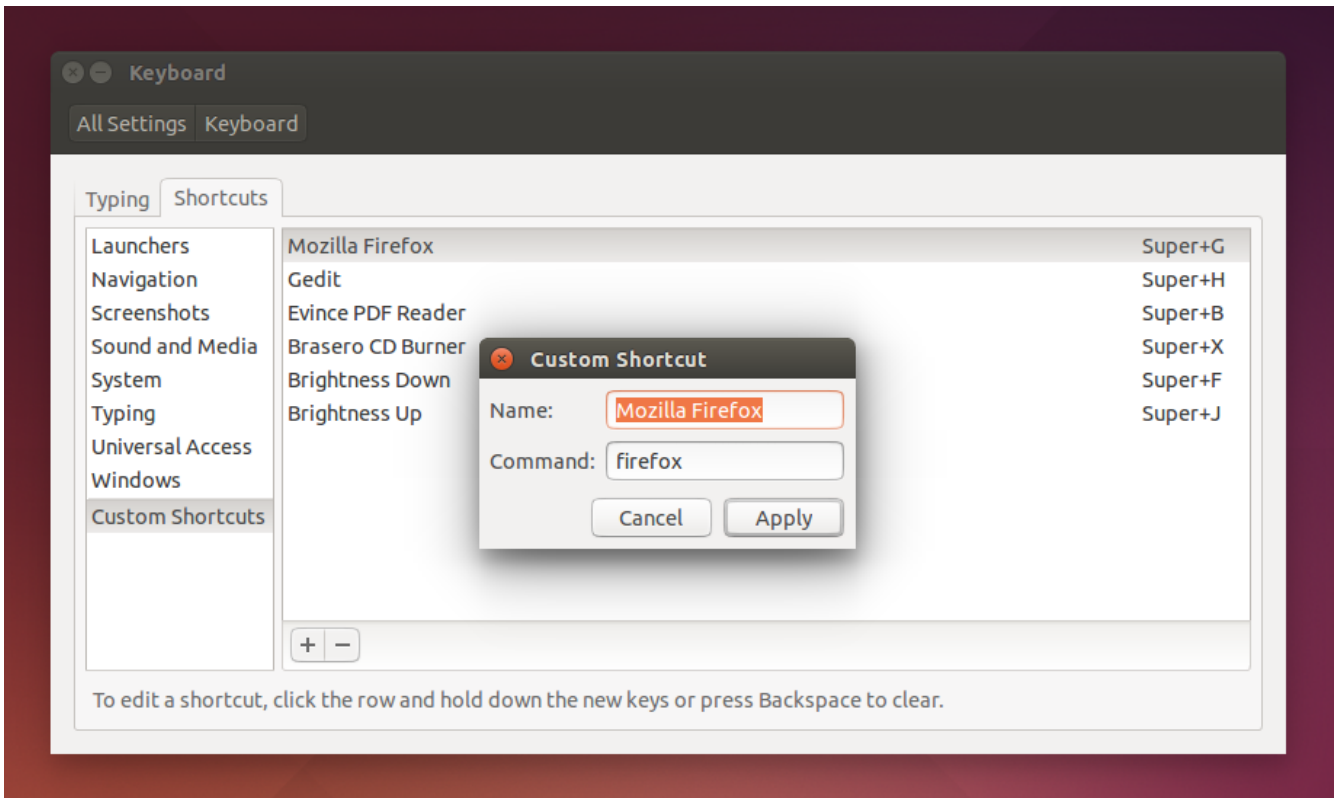 Keyboard
All Settings Keyboard
Typing Shortcuts
Launchers
Navigation
Screenshots
Sound and Media
System
Typing
Universal Access
Windows
Custom Shortcuts
Mozilla Firefox Super+G
Gedit Super+H
Evince PDF Reader Super+B
Brasero CD Burner Super+X
Brightness Down Super+F
Brightness Up Super+J
Custom Shortcut
Name: Mozilla Firefox
Command: firefox
Cancel Apply
+ −
To edit a shortcut, click the row and hold down the new keys or press Backspace to clear.